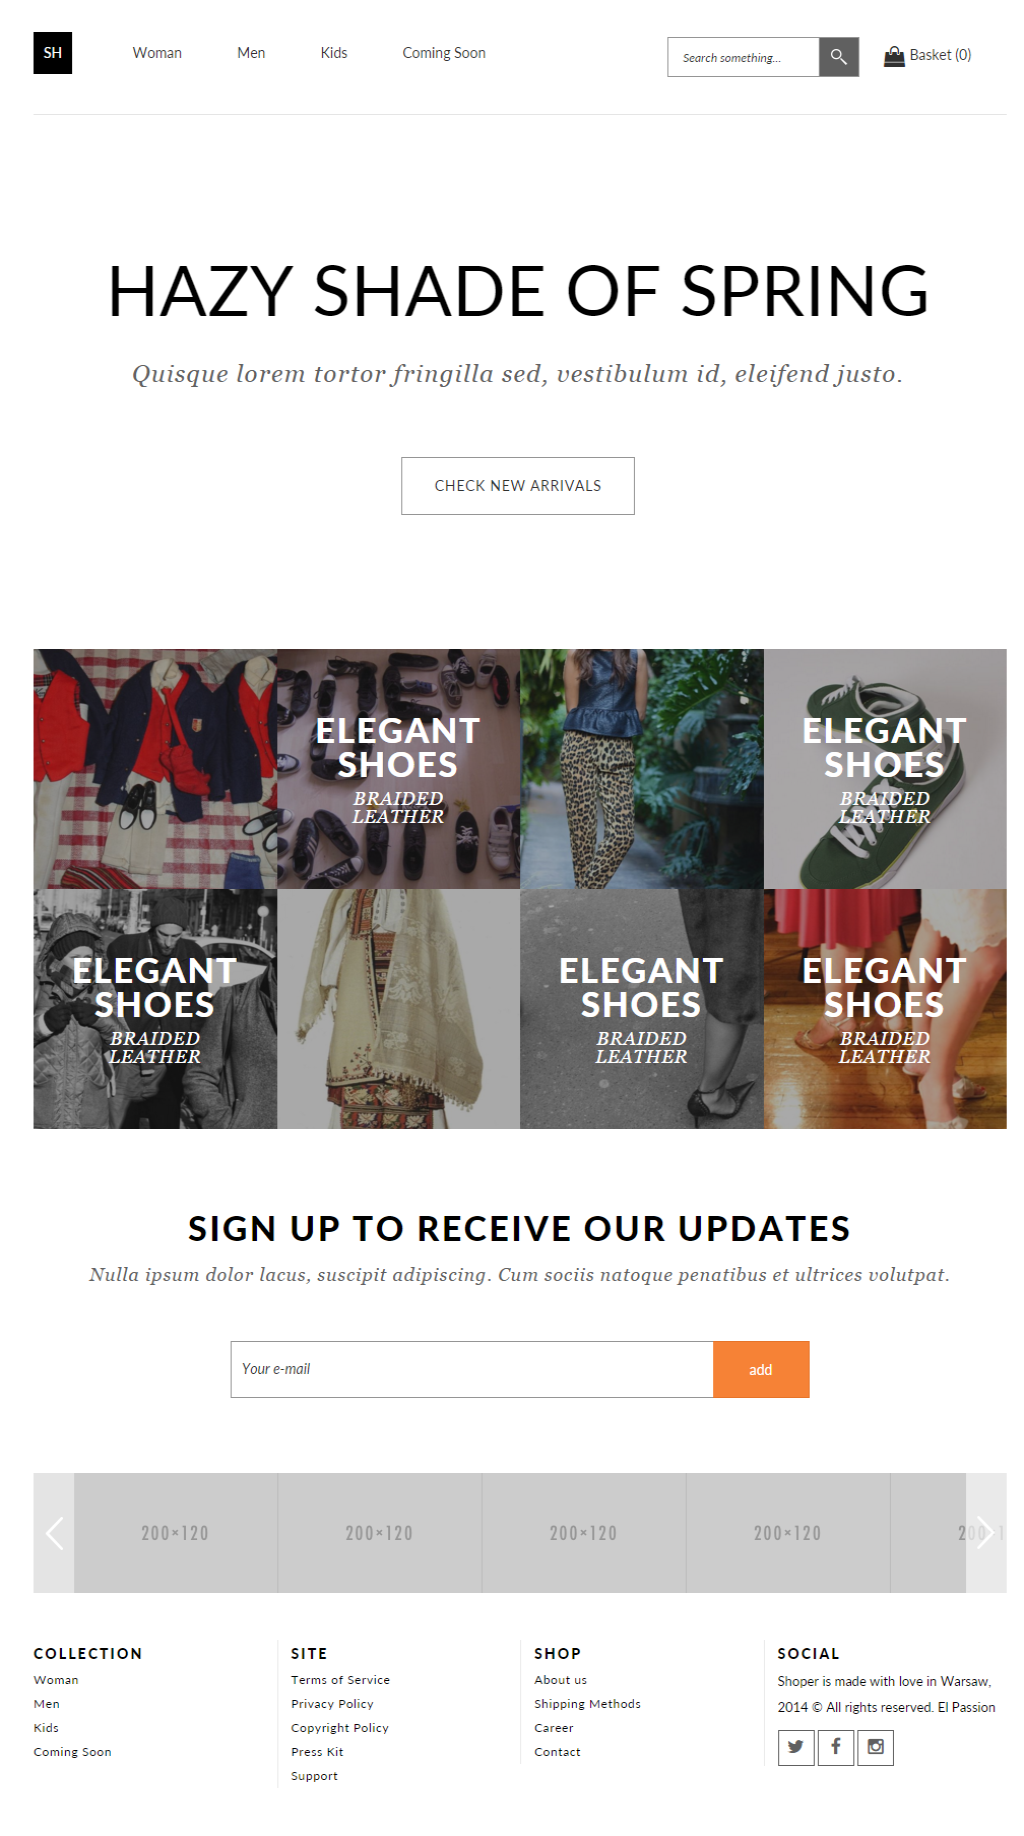 SH
Woman
Men
Kids
Coming Soon
Search something...
Basket (0)
HAZY SHADE OF SPRING
Quisque lorem tortor fringilla sed, vestibulum id, eleifend justo.
CHECK NEW ARRIVALS
ELEGANT
SHOES
BRAIDED
LEATHER
ELEGANT
SHOES
BRAIDED
LEATHER
ELEGANT
SHOES
BRAIDED
LEATHER
ELEGANT
SHOES
BRAIDED
LEATHER
ELEGANT
SHOES
BRAIDED
LEATHER
SIGN UP TO RECEIVE OUR UPDATES
Nulla ipsum dolor lacus, suscipit adipiscing. Cum sociis natoque penatibus et ultrices volutpat.
Your e-mail
add
200×120
200×120
200×120
200×120
COLLECTION
Woman
Men
Kids
Coming Soon
SITE
Terms of Service
Privacy Policy
Copyright Policy
Press Kit
Support
SHOP
About us
Shipping Methods
Career
Contact
SOCIAL
Shoper is made with love in Warsaw,
2014 © All rights reserved. El Passion